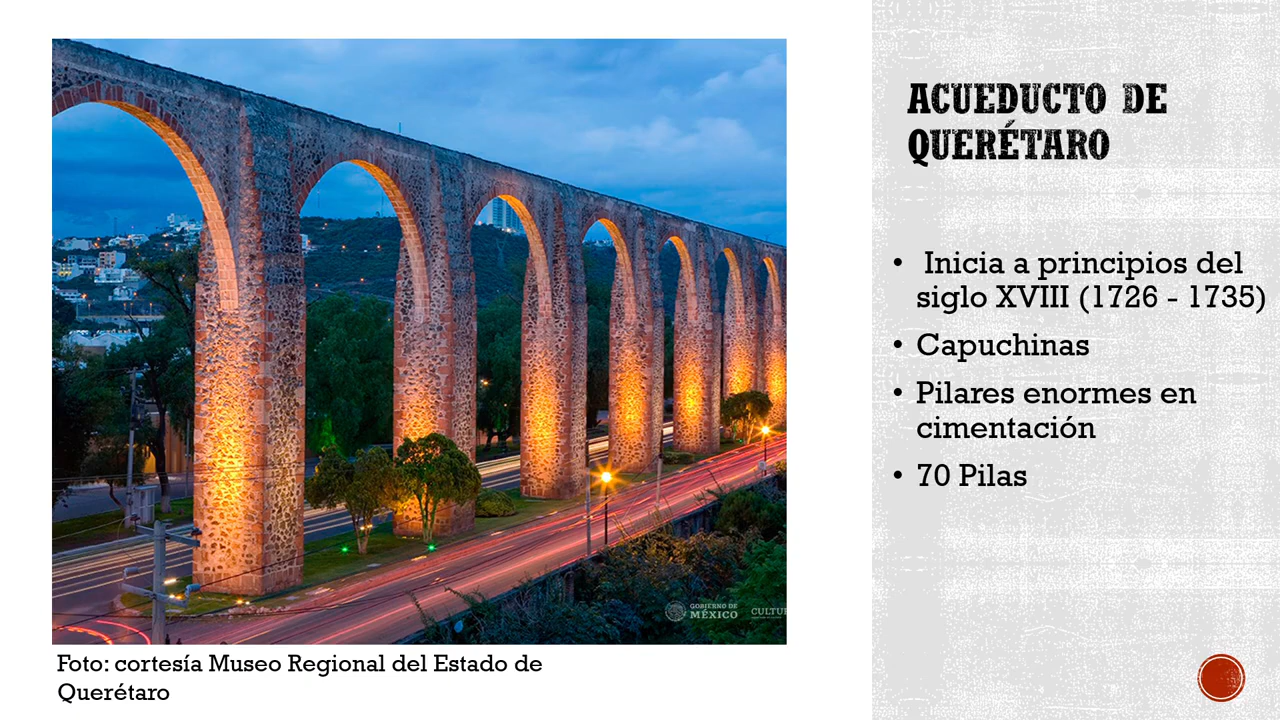 ACUEDUCTO DE
QUERÉTARO
• Inicia a principios del
siglo XVIII (1726 - 1735)
• Capuchinas
• Pilares enormes en
cimentación
• 70 Pilas
GOBIERNO DE
MÉXICO
CULTU
Foto: cortesía Museo Regional del Estado de
Querétaro